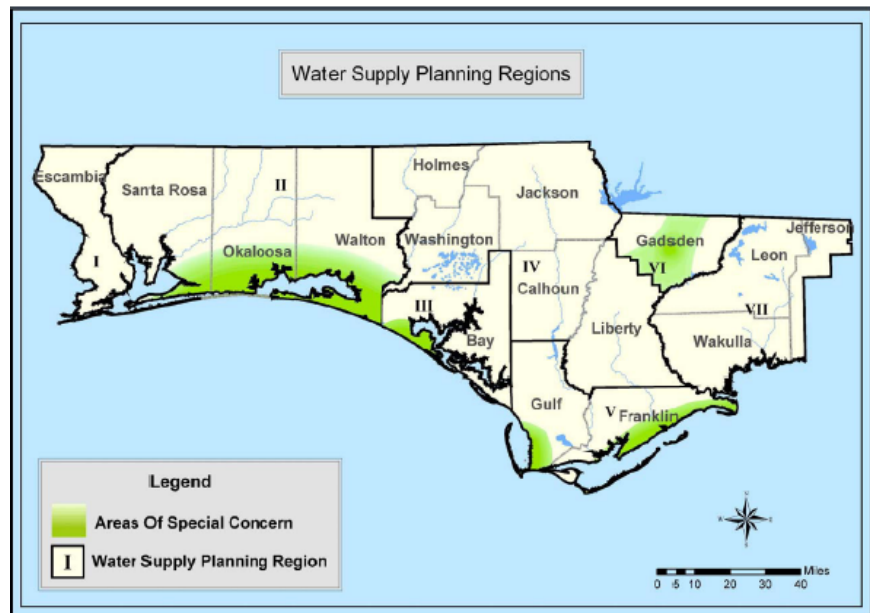 Water Supply Planning Regions
Holmes
Escambia
Santa Rosa
II
Jackson
Okaloosa
Walton
Washington
Gadsden
Jefferson
Leon
I
IV
VI
Calhoun
III
VII
Bay
Liberty
Wakulla
Gulf
V
Franklin
Legend
Areas Of Special Concern
I
Water Supply Planning Region
N
W
E
S
Miles
0 5 10 20 30 40